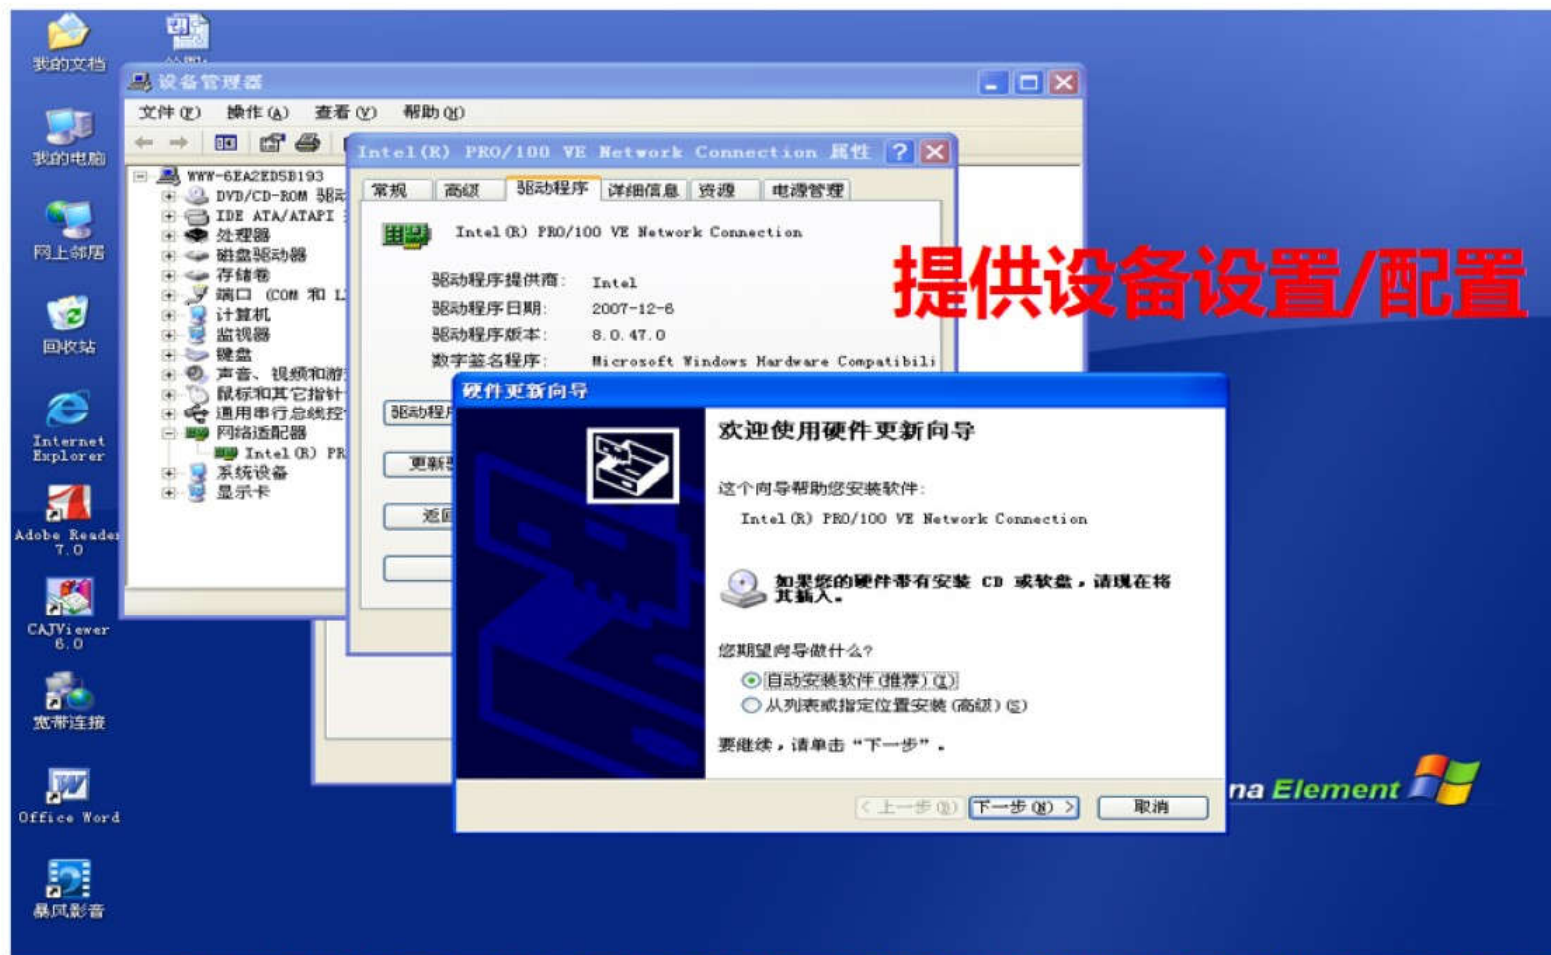 我的文档
设备管理器
文件(F) 操作(A) 查看(V) 帮助(H)
我的电脑
Intel(R) PRO/100 VE Network Connection 属性
WWW-6EA2ED5B193
DVD/CD-ROM 驱动
IDE ATA/ATAPI
处理器
磁盘驱动器
存储卷
端口 (COM 和 L
计算机
监视器
键盘
声音、视频和游
鼠标和其它指针
通用串行总线控
网络适配器
Intel(R) PR
系统设备
显示卡
常规 高级 驱动程序 详细信息 资源 电源管理
Intel(R) PRO/100 VE Network Connection
驱动程序提供商: Intel
驱动程序日期: 2007-12-6
驱动程序版本: 8.0.47.0
数字签名程序: Microsoft Windows Hardware Compatibili
驱动程序
更新
返回
提供设备设置/配置
网上邻居
回收站
Internet
Explorer
Adobe Reader
7.0
CAJViewer
6.0
宽带连接
Office Word
暴风影音
硬件更新向导
欢迎使用硬件更新向导
这个向导帮助您安装软件:
Intel(R) PRO/100 VE Network Connection
如果您的硬件带有安装 CD 或软盘，请现在将
其插入。
您期望向导做什么?
自动安装软件(推荐)(I)
从列表或指定位置安装(高级)(S)
要继续，请单击“下一步”。
< 上一步(B) 下一步(N) > 取消
na Element